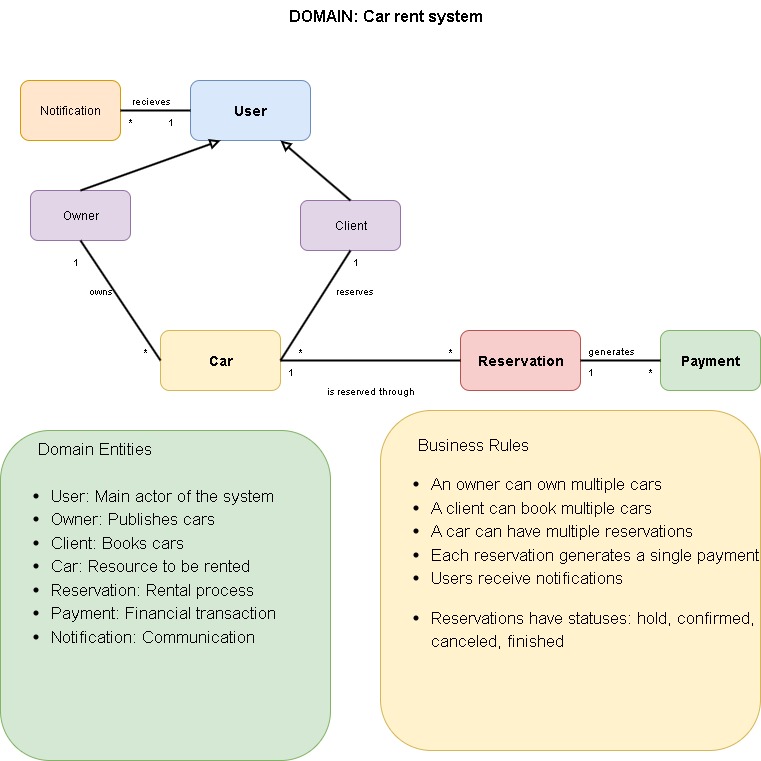 DOMAIN: Car rent system
Notification
recieves
*
1
User
Owner
Client
1
owns
*
1
reserves
Car
*
1
*
is reserved through
Reservation
generates
1
*
Payment
Domain Entities
• User: Main actor of the system
• Owner: Publishes cars
• Client: Books cars
• Car: Resource to be rented
• Reservation: Rental process
• Payment: Financial transaction
• Notification: Communication
Business Rules
• An owner can own multiple cars
• A client can book multiple cars
• A car can have multiple reservations
• Each reservation generates a single payment
• Users receive notifications
• Reservations have statuses: hold, confirmed,
canceled, finished